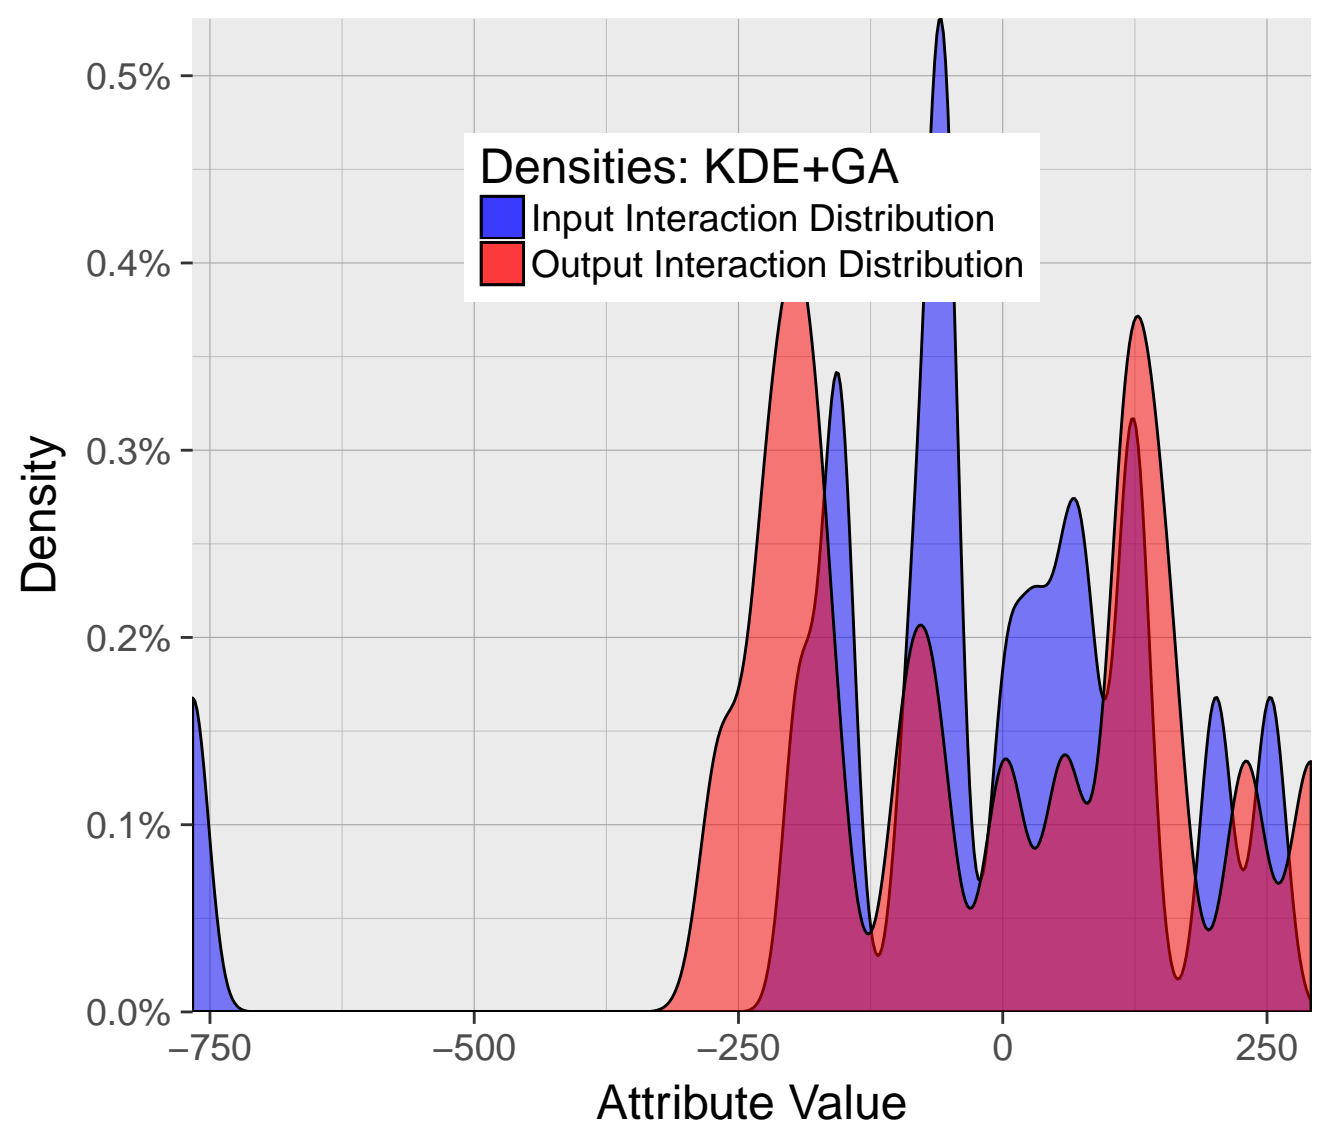 0.5%
Densities: KDE+GA
Input Interaction Distribution
Output Interaction Distribution
0.4%
0.3%
Density
0.2%
0.1%
0.0%
−750 −500 −250 0 250
Attribute Value